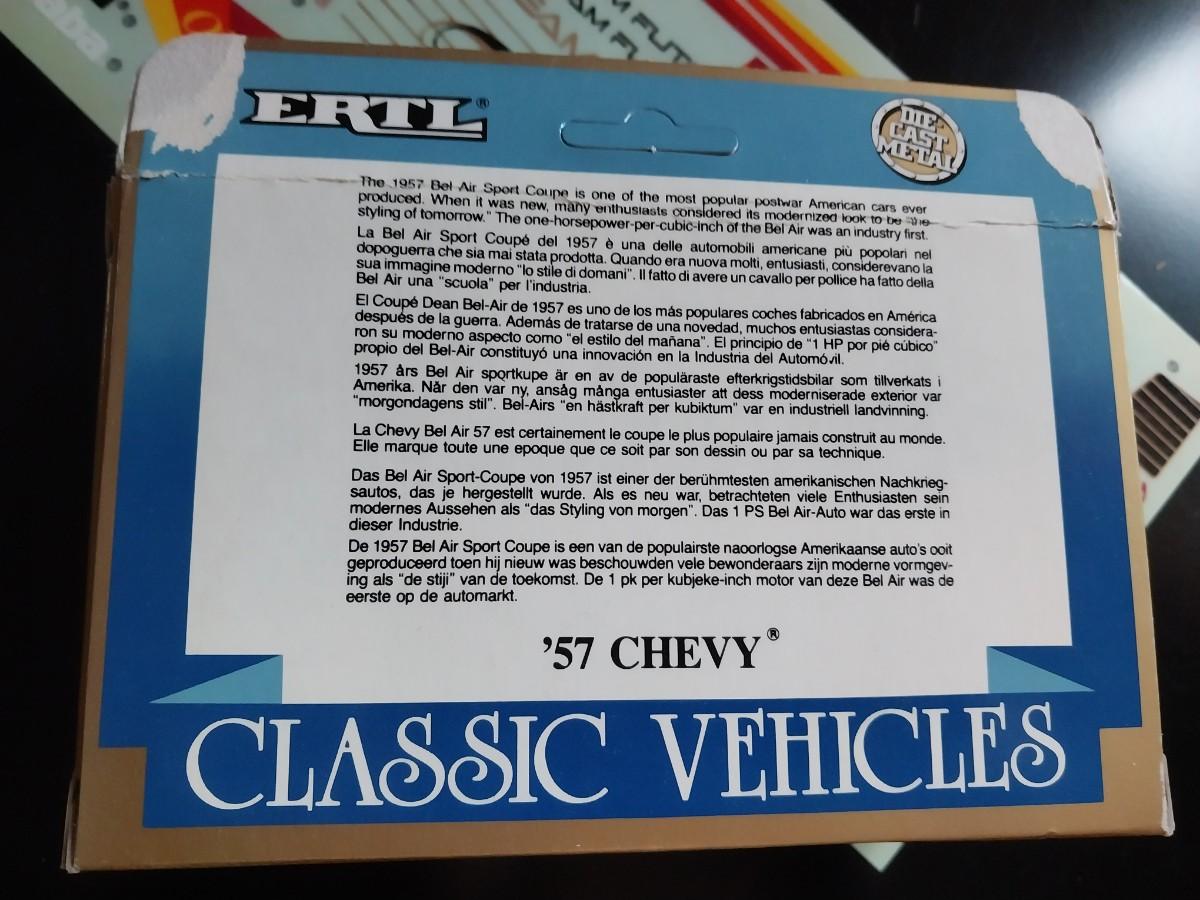 aba
M FUT
AM FU
EAM
ERTL®
DIE
CAST
METAL
The 1957 Bel Air Sport Coupe is one of the most popular postwar American cars ever
produced. When it was new, many enthusiasts considered its modernized look to be "the
styling of tomorrow." The one-horsepower-per-cubic-inch of the Bel Air was an industry first.
La Bel Air Sport Coupé del 1957 è una delle automobili americane più popolari nel
dopoguerra che sia mai stata prodotta. Quando era nuova molti, entusiasti, considerevano la
sua immagine moderno "lo stile di domani". Il fatto di avere un cavallo per pollice ha fatto della
Bel Air una "scuola" per l'industria.
El Coupé Dean Bel-Air de 1957 es uno de los más populares coches fabricados en América
después de la guerra. Además de tratarse de una novedad, muchos entusiastas considera-
ron su moderno aspecto como "el estilo del mañana". El principio de "1 HP por pié cúbico"
propio del Bel-Air constituyó una innovación en la Industria del Automóvil.
1957 års Bel Air sportkupe är en av de populäraste efterkrigstidsbilar som tillverkats i
Amerika. Når den var ny, ansåg många entusiaster att dess moderniserade exterior var
"morgondagens stil". Bel-Airs "en hästkraft per kubiktum" var en industriell landvinning.
La Chevy Bel Air 57 est certainement le coupe le plus populaire jamais construit au monde.
Elle marque toute une epoque que ce soit par son dessin ou par sa technique.
Das Bel Air Sport-Coupe von 1957 ist einer der berühmtesten amerikanischen Nachkrieg-
sautos, das je hergestellt wurde. Als es neu war, betrachteten viele Enthusiasten sein
modernes Aussehen als "das Styling von morgen". Das 1 PS Bel Air-Auto war das erste in
dieser Industrie.
De 1957 Bel Air Sport Coupe is een van de populairste naoorlogse Amerikaanse auto's ooit
geproduceerd toen hij nieuw was beschouwden vele bewonderaars zijn moderne vormgev-
ing als "de stiji" van de toekomst. De 1 pk per kubjeke-inch motor van deze Bel Air was de
eerste op de automarkt.
'57 CHEVY®
CLASSIC VEHICLES